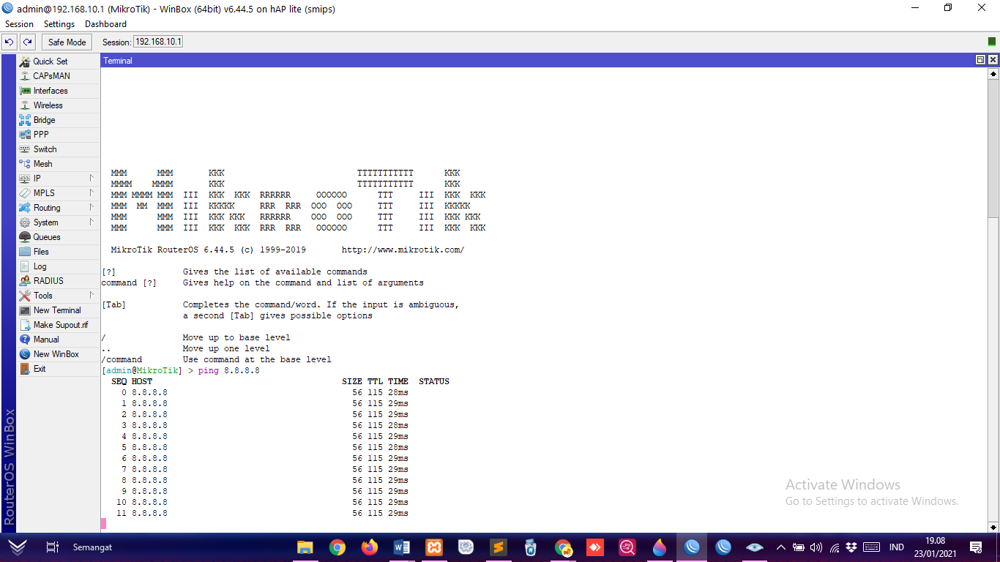 admin@192.168.10.1 (MikroTik) - WinBox (64bit) v6.44.5 on hAP lite (smips)
Session Settings Dashboard
Safe Mode Session: 192.168.10.1
Quick Set
CAPsMAN
Interfaces
Wireless
Bridge
PPP
Switch
Mesh
IP
MPLS
Routing
System
Queues
Files
Log
RADIUS
Tools
New Terminal
Make Supout.rif
Manual
New WinBox
Exit
RouterOS WinBox
Terminal
MMM      MMM       KKK                          TTTTTTTTTTT      KKK
MMMM    MMMM       KKK                          TTTTTTTTTTT      KKK
MMM MMMM MMM  III  KKK  KKK  RRRRRR     OOOOOO      TTT     III  KKK  KKK
MMM  MM  MMM  III  KKKKK     RRR  RRR  OOO  OOO     TTT     III  KKKKK
MMM      MMM  III  KKK KKK   RRRRRR    OOO  OOO     TTT     III  KKK KKK
MMM      MMM  III  KKK  KKK  RRR  RRR   OOOOOO      TTT     III  KKK  KKK
MikroTik RouterOS 6.44.5 (c) 1999-2019       http://www.mikrotik.com/
[?]             Gives the list of available commands
command [?]     Gives help on the command and list of arguments
[Tab]           Completes the command/word. If the input is ambiguous,
a second [Tab] gives possible options
/               Move up to base level
..              Move up one level
/command        Use command at the base level
[admin@MikroTik] > ping 8.8.8.8
SEQ HOST                                     SIZE TTL TIME  STATUS
0 8.8.8.8                                    56 115 28ms
1 8.8.8.8                                    56 115 29ms
2 8.8.8.8                                    56 115 29ms
3 8.8.8.8                                    56 115 28ms
4 8.8.8.8                                    56 115 29ms
5 8.8.8.8                                    56 115 28ms
6 8.8.8.8                                    56 115 29ms
7 8.8.8.8                                    56 115 29ms
8 8.8.8.8                                    56 115 29ms
9 8.8.8.8                                    56 115 29ms
10 8.8.8.8                                    56 115 29ms
11 8.8.8.8                                    56 115 29ms
Activate Windows
Go to Settings to activate Windows.
Semangat
IND
19.08
23/01/2021